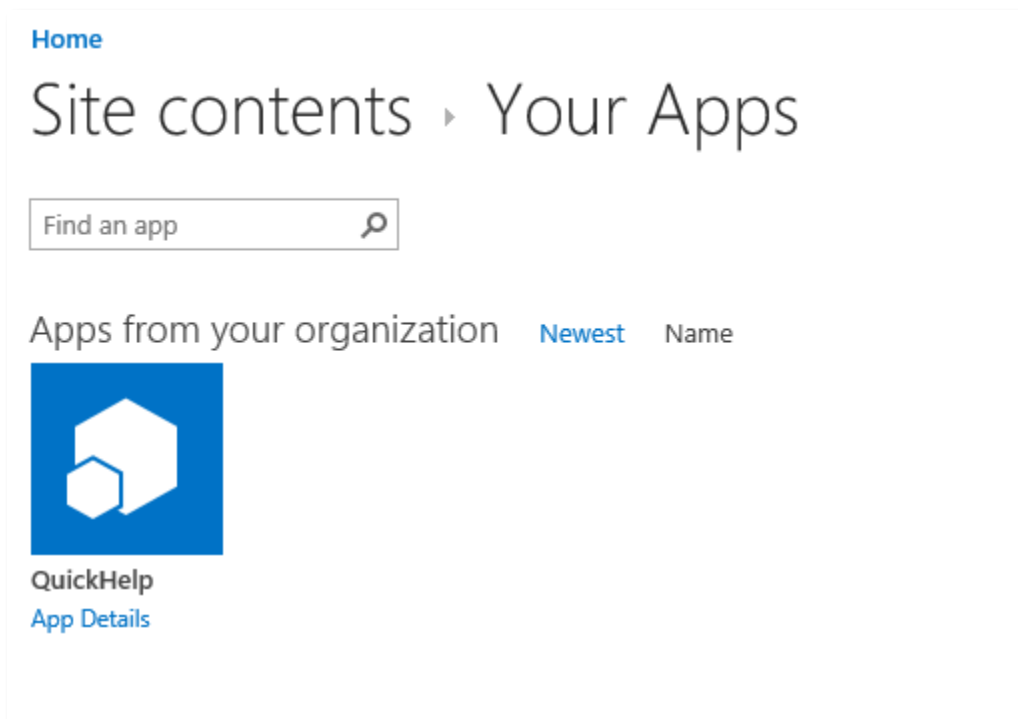 Home
Site contents ▸ Your Apps
Find an app
Apps from your organization Newest Name
QuickHelp
App Details